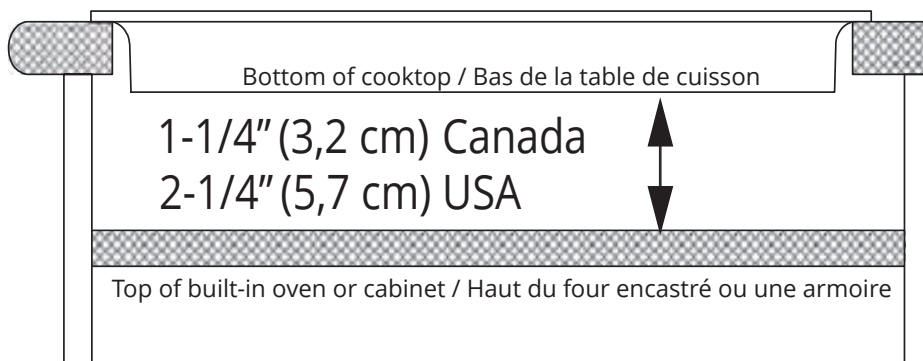 Bottom of cooktop / Bas de la table de cuisson
1-1/4” (3,2 cm) Canada
2-1/4” (5,7 cm) USA
Top of built-in oven or cabinet / Haut du four encastré ou une armoire